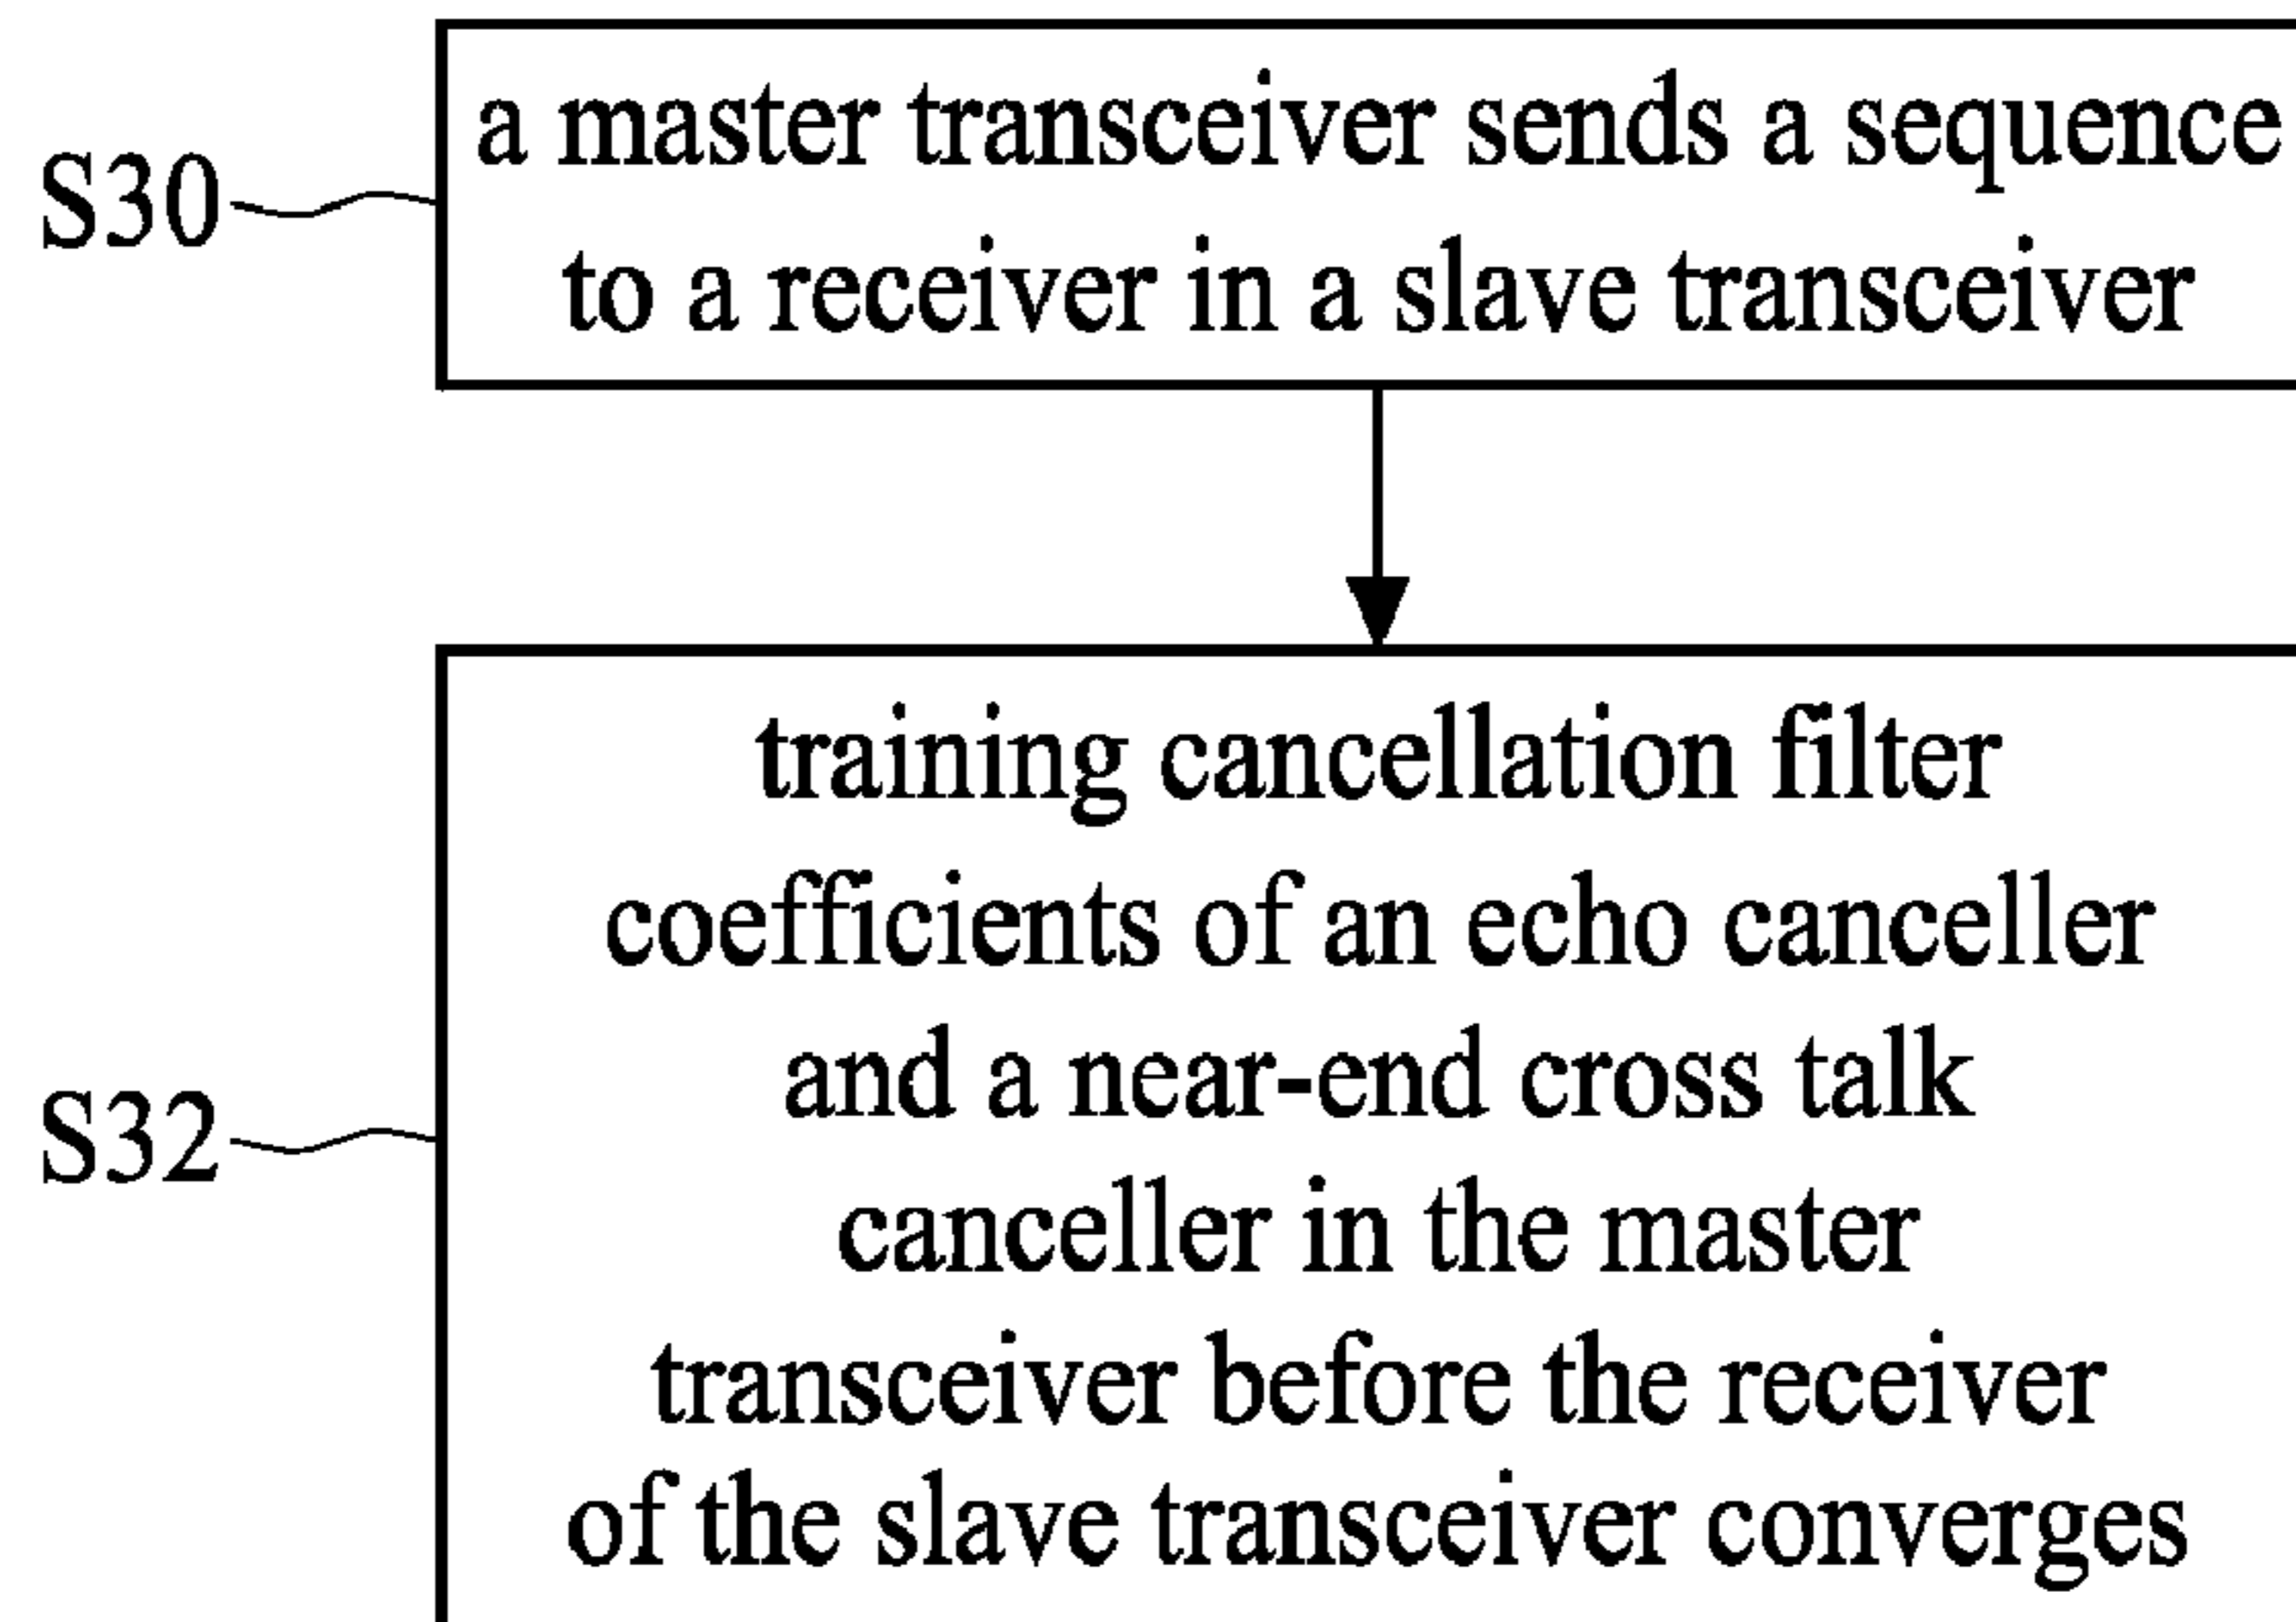 S30
a master transceiver sends a sequence
to a receiver in a slave transceiver
S32
training cancellation filter
coefficients of an echo canceller
and a near-end cross talk
canceller in the master
transceiver before the receiver
of the slave transceiver converges